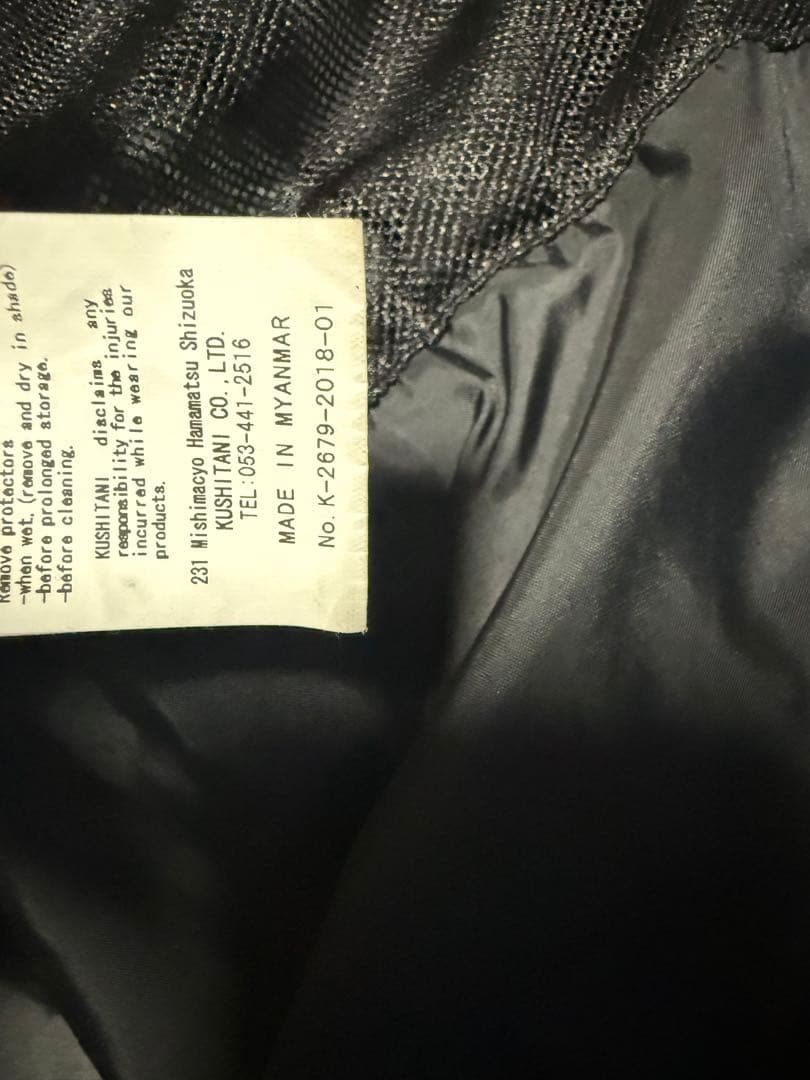 Remove protectors
-when wet. (remove and dry in shade)
-before prolonged storage.
-before cleaning.
KUSHITANI disclaims any
responsibility for the injuries
incurred while wearing our
products.
231 Mishimacyo Hamamatsu Shizuoka
KUSHITANI CO.,LTD.
TEL:053-441-2516
MADE IN MYANMAR
No. K-2679-2018-01